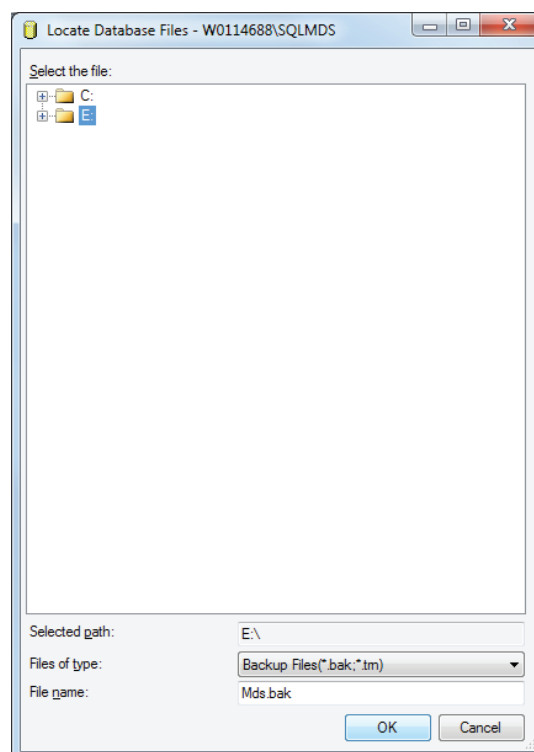 Locate Database Files - W0114688\SQLMDS
Select the file:
C:
E:
Selected path:
E:\
Files of type:
Backup Files(*.bak;*.trn)
File name:
Mds.bak
OK
Cancel